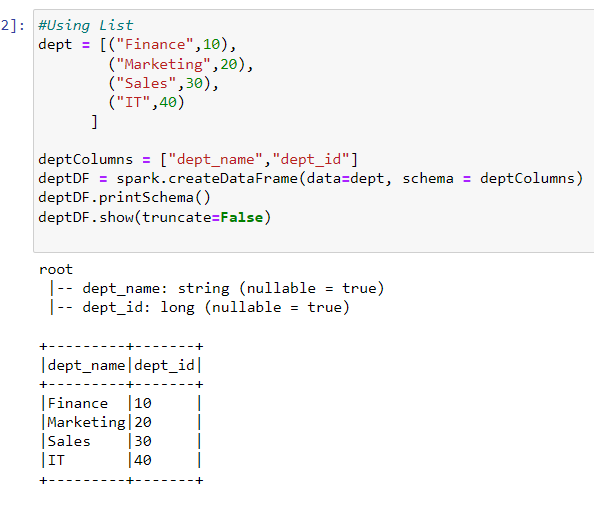 2]: #Using List
dept = [("Finance",10),
        ("Marketing",20),
        ("Sales",30),
        ("IT",40)
      ]

deptColumns = ["dept_name","dept_id"]
deptDF = spark.createDataFrame(data=dept, schema = deptColumns)
deptDF.printSchema()
deptDF.show(truncate=False)

root
 |-- dept_name: string (nullable = true)
 |-- dept_id: long (nullable = true)

+---------+-------+
|dept_name|dept_id|
+---------+-------+
|Finance  |10     |
|Marketing|20     |
|Sales    |30     |
|IT       |40     |
+---------+-------+